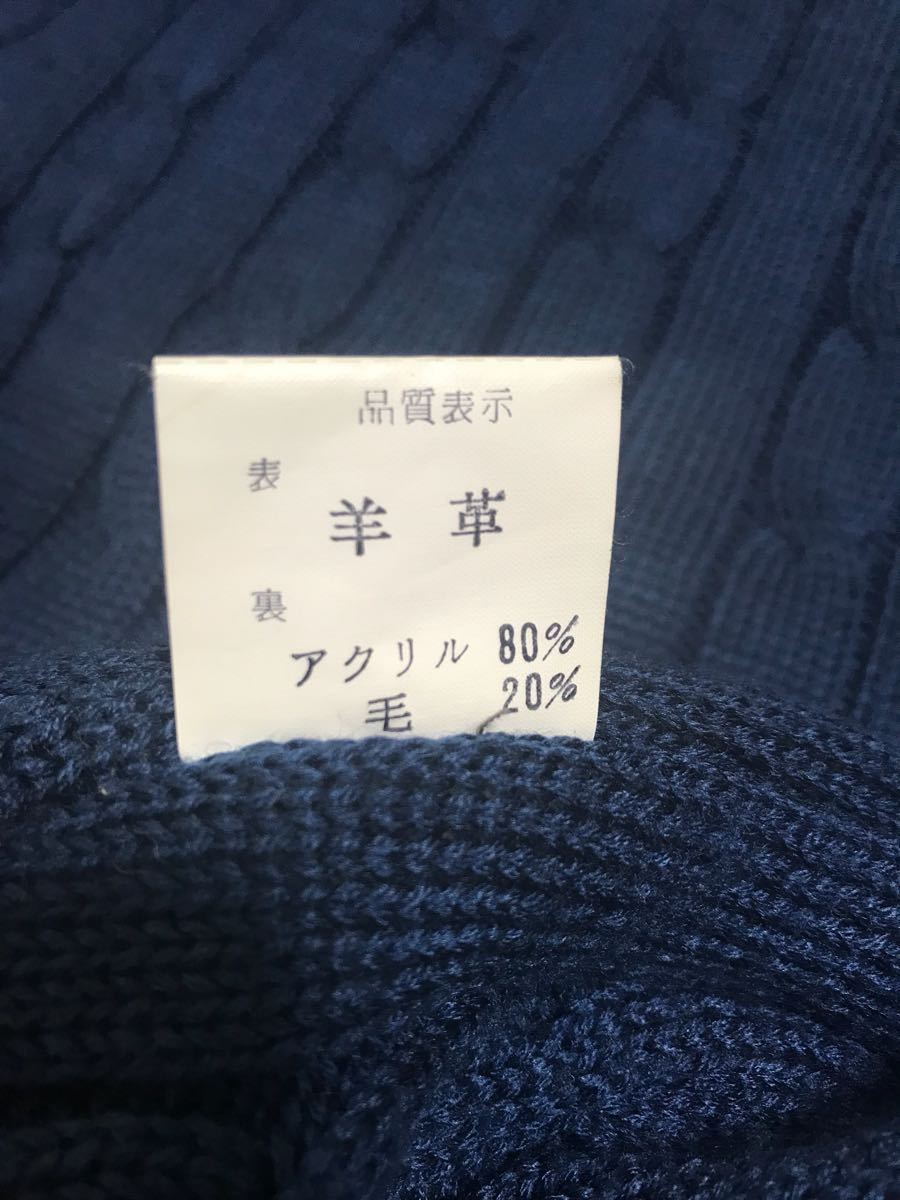 品質表示
表
羊革
裏
アクリル 80%
毛 20%